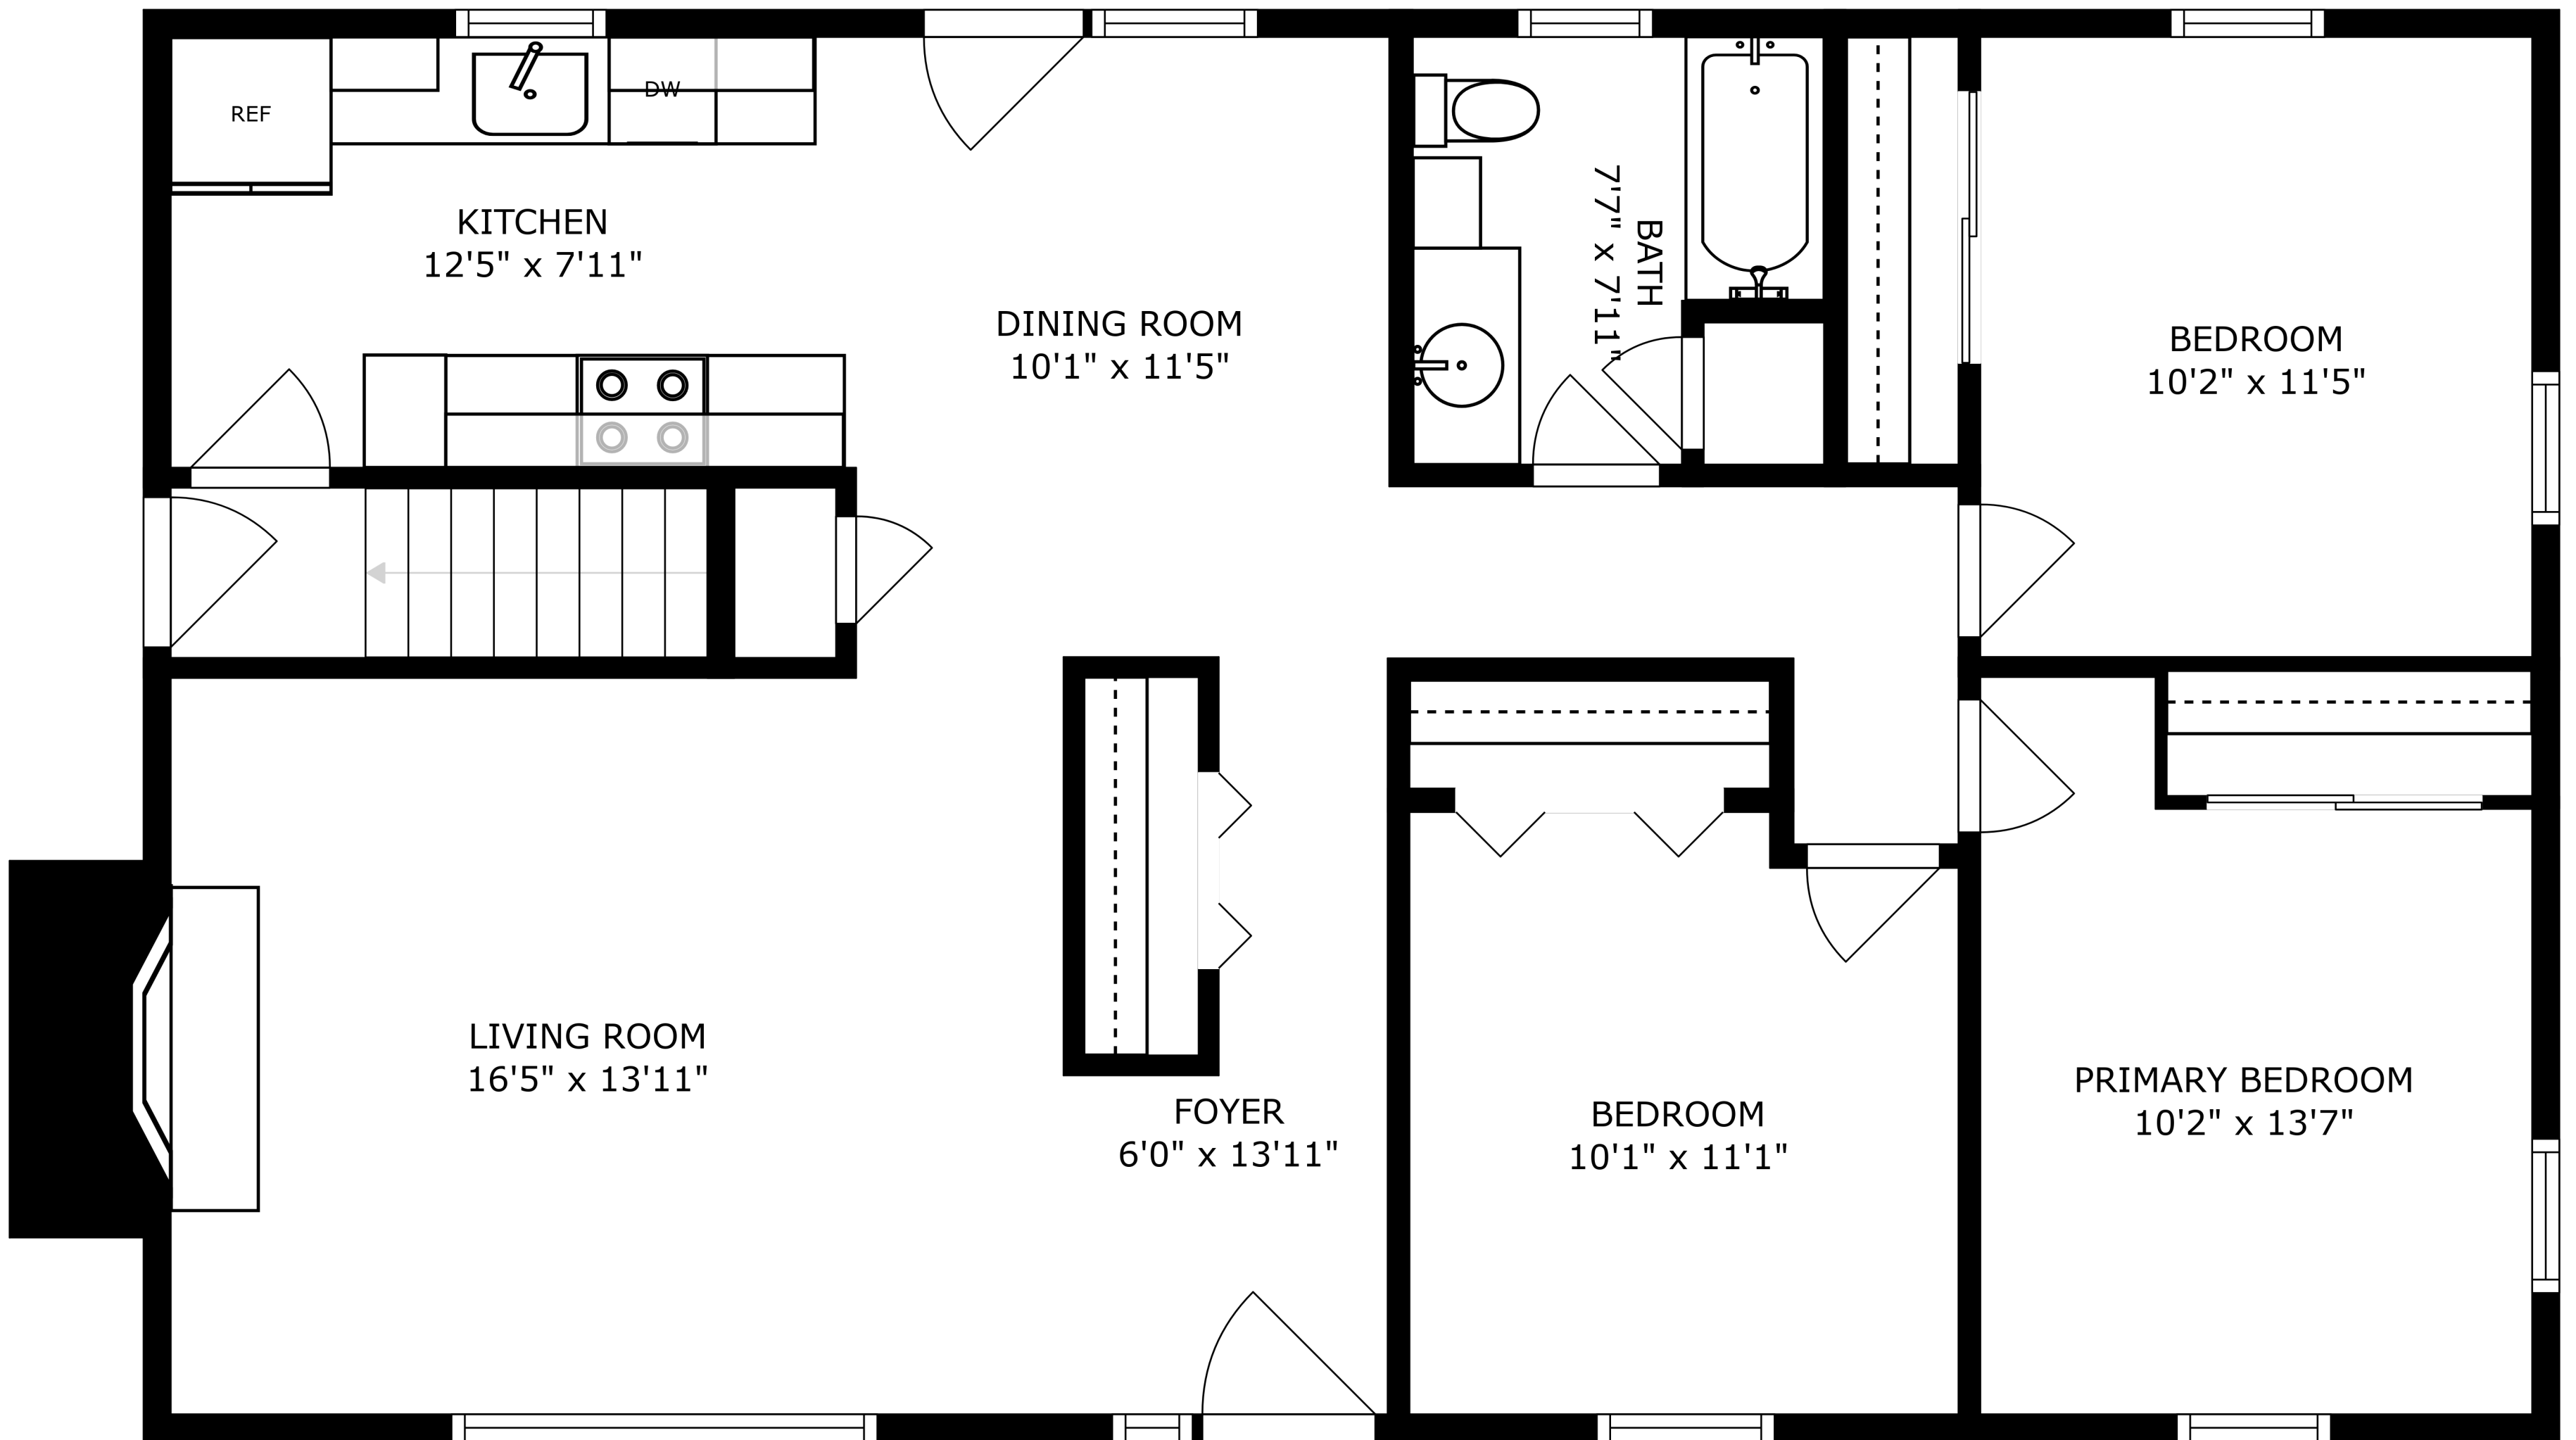 REF
DW
KITCHEN
12'5" x 7'11"
DINING ROOM
10'1" x 11'5"
BATH
7'7" x 7'11"
BEDROOM
10'2" x 11'5"
LIVING ROOM
16'5" x 13'11"
FOYER
6'0" x 13'11"
BEDROOM
10'1" x 11'1"
PRIMARY BEDROOM
10'2" x 13'7"